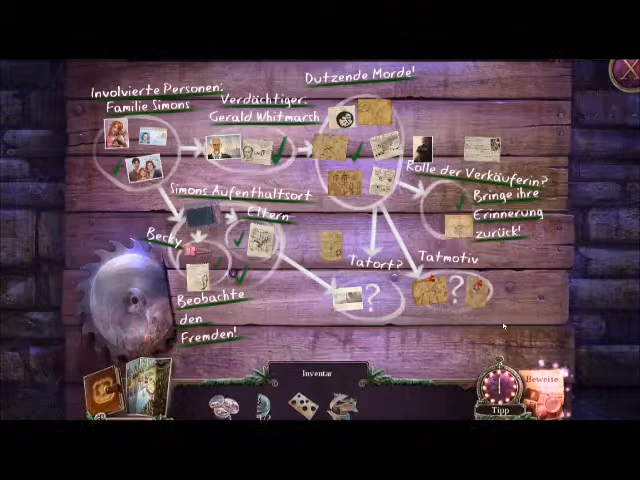 Dutzende Morde!
Involvierte Personen:
Familie Simons
Verdächtiger:
Gerald Whitmarsh
Rolle der Verkäuferin?
Bringe ihre
Erinnerung
zurück!
Simons Aufenthaltsort
Eltern
Becky
Tatort?
Tatmotiv
?
?
Beobachte
den
Fremden!
Inventar
Tipp
Beweise
X